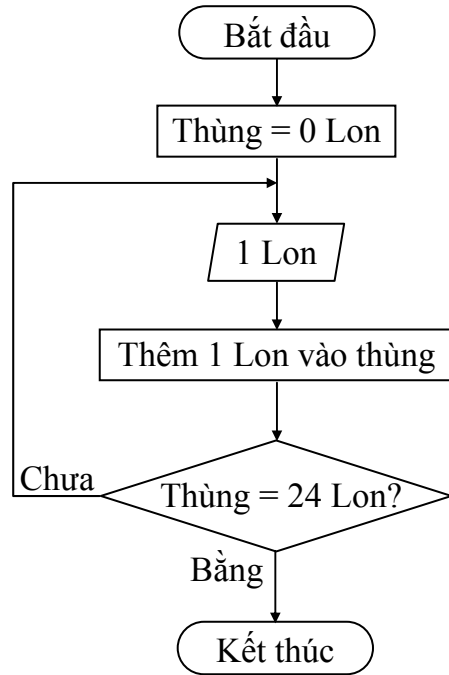 Bắt đầu
Thùng = 0 Lon
1 Lon
Thêm 1 Lon vào thùng
Thùng = 24 Lon?
Chưa
Bằng
Kết thúc